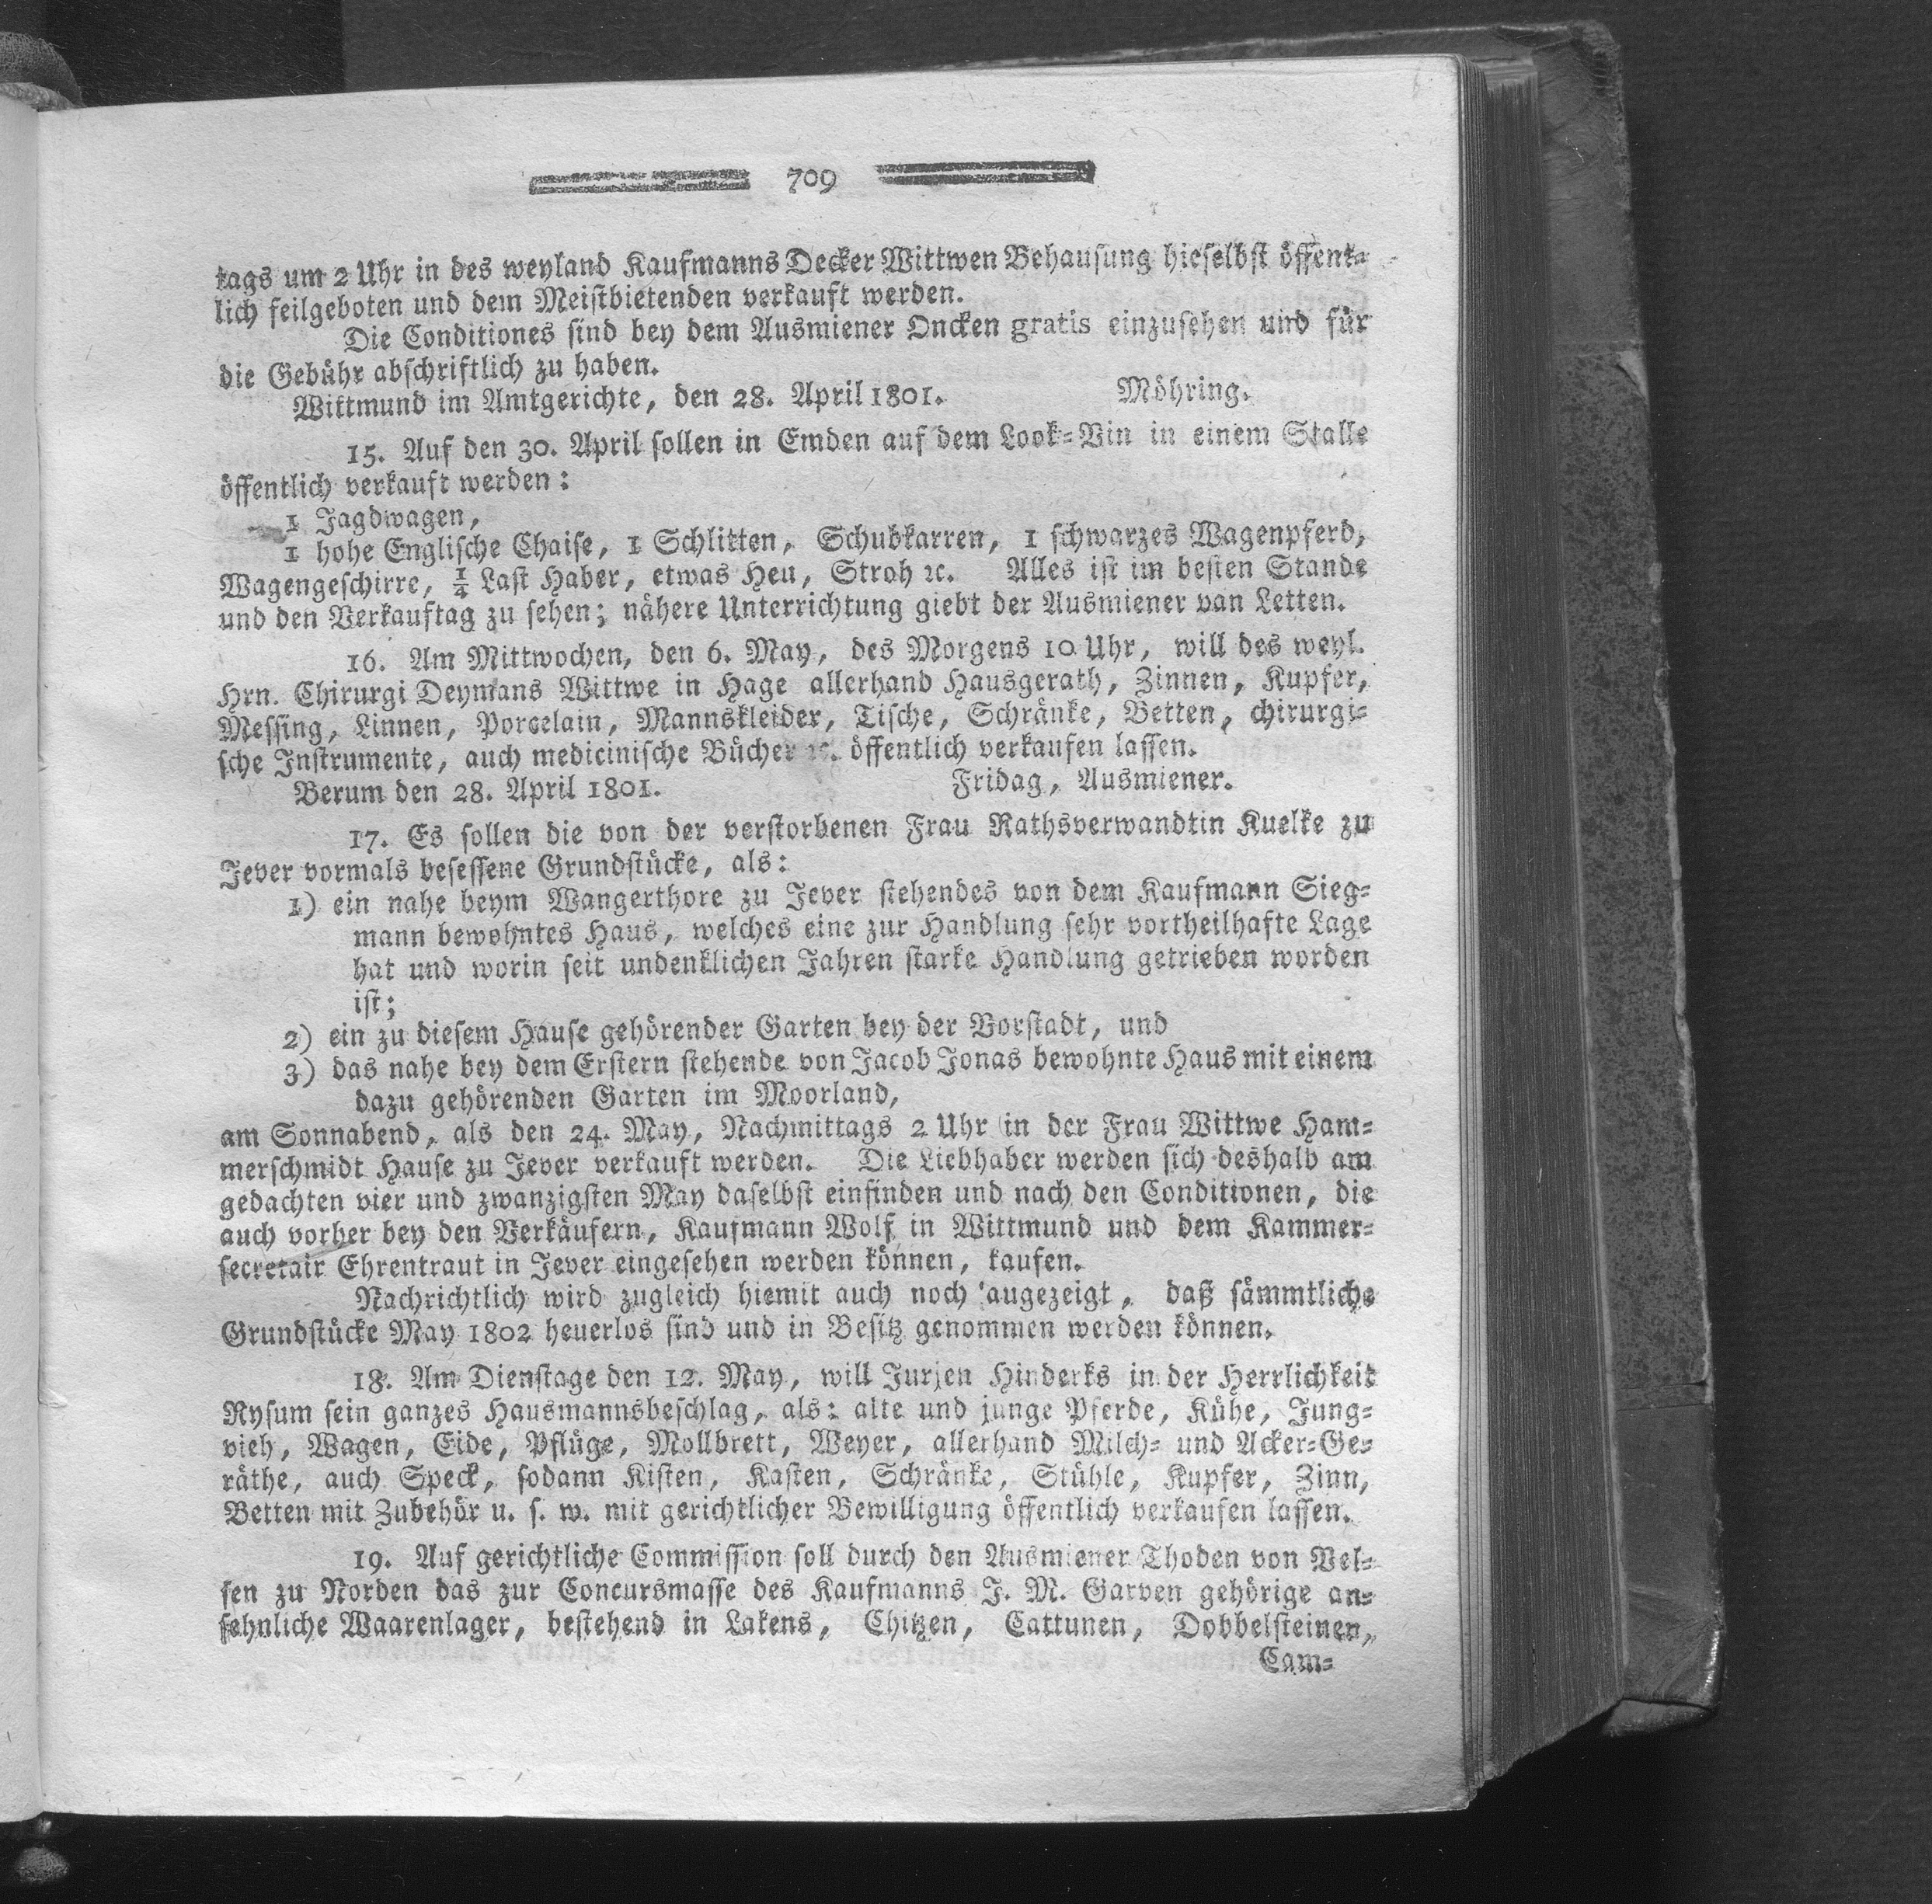 709
tags um 2 Uhr in des weyland Kaufmanns Decker Wittwen Behausung hieselbst öffent-
lich feilgeboten und dem Meistbietenden verkauft werden.
Die Conditiones sind bey dem Ausmiener Oncken gratis einzusehen und für
die Gebühr abschriftlich zu haben.
Wittmund im Amtgerichte, den 28. April 1801. Möhring.
15. Auf den 30. April sollen in Emden auf dem Look-Vin in einem Stalle
öffentlich verkauft werden:
1 Jagdwagen,
1 hohe Englische Chaise, 1 Schlitten, Schubkarren, 1 schwarzes Wagenpferd,
Wagengeschirre, 1/4 Last Haber, etwas Heu, Stroh ꝛc. Alles ist im besten Stande
und den Verkauftag zu sehen; nähere Unterrichtung giebt der Ausmiener van Letten.
16. Am Mittwochen, den 6. May, des Morgens 10 Uhr, will des weyl.
Hrn. Chirurgi Deymans Wittwe in Hage allerhand Hausgerath, Zinnen, Kupfer,
Messing, Linnen, Porcelain, Mannskleider, Tische, Schränke, Betten, chirurgi-
sche Instrumente, auch medicinische Bücher ꝛc. öffentlich verkaufen lassen.
Berum den 28. April 1801. Fridag, Ausmiener.
17. Es sollen die von der verstorbenen Frau Rathsverwandtin Kuelke zu
Jever vormals besessene Grundstücke, als:
1) ein nahe beym Wangerthore zu Jever stehendes von dem Kaufmann Sieg-
mann bewohntes Haus, welches eine zur Handlung sehr vortheilhafte Lage
hat und worin seit undenklichen Jahren starke Handlung getrieben worden
ist;
2) ein zu diesem Hause gehörender Garten bey der Vorstadt, und
3) das nahe bey dem Erstern stehende von Jacob Jonas bewohnte Haus mit einem
dazu gehörenden Garten im Moorland,
am Sonnabend, als den 24. May, Nachmittags 2 Uhr in der Frau Wittwe Ham-
merschmidt Hause zu Jever verkauft werden. Die Liebhaber werden sich deshalb am
gedachten vier und zwanzigsten May daselbst einfinden und nach den Conditionen, die
auch vorher bey den Verkäufern, Kaufmann Wolf in Wittmund und dem Kammer-
secretair Ehrentraut in Jever eingesehen werden können, kaufen.
Nachrichtlich wird zugleich hiemit auch noch augezeigt, daß sämmtliche
Grundstücke May 1802 heuerlos sind und in Besitz genommen werden können.
18. Am Dienstage den 12. May, will Jurjen Hinderks in der Herrlichkeit
Rysum sein ganzes Hausmannsbeschlag, als: alte und junge Pferde, Kühe, Jung-
vieh, Wagen, Eide, Pflüge, Mollbrett, Weyer, allerhand Milch- und Acker-Ge-
räthe, auch Speck, sodann Kisten, Kasten, Schränke, Stühle, Kupfer, Zinn,
Betten mit Zubehör u. s. w. mit gerichtlicher Bewilligung öffentlich verkaufen lassen.
19. Auf gerichtliche Commission soll durch den Ausmiener Thoden von Vel-
sen zu Norden das zur Concursmasse des Kaufmanns J. M. Garven gehörige an-
sehnliche Waarenlager, bestehend in Lakens, Chitzen, Cattunen, Dobbelsteinen,
Cam-